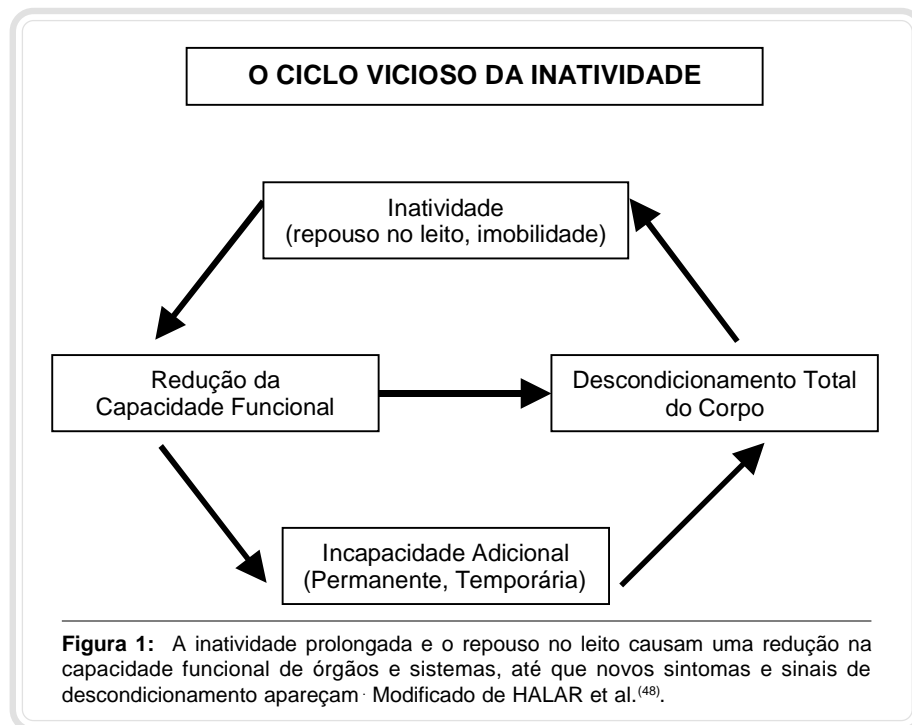 O CICLO VICIOSO DA INATIVIDADE
Inatividade
(repouso no leito, imobilidade)
Redução da
Capacidade Funcional
Descondicionamento Total
do Corpo
Incapacidade Adicional
(Permanente, Temporária)
Figura 1: A inatividade prolongada e o repouso no leito causam uma redução na
capacidade funcional de órgãos e sistemas, até que novos sintomas e sinais de
descondicionamento apareçam. Modificado de HALAR et al.(48).